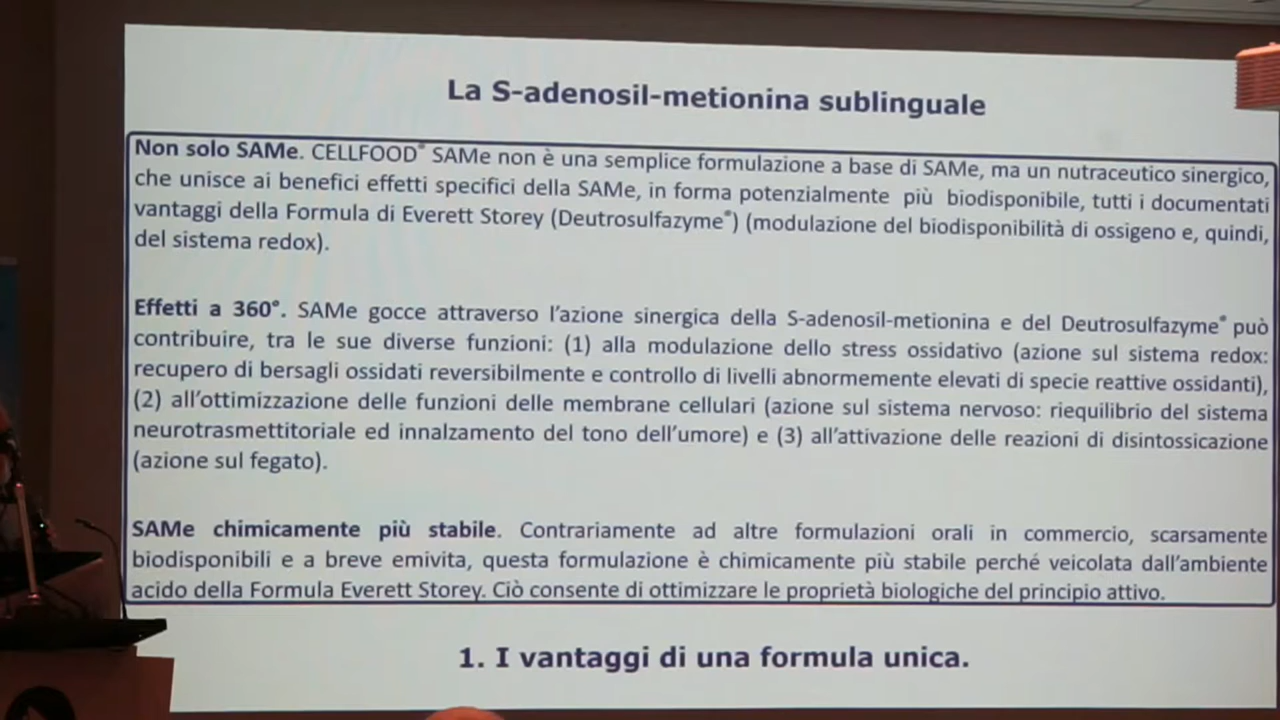 La S-adenosil-metionina sublinguale
Non solo SAMe. CELLFOOD® SAMe non è una semplice formulazione a base di SAMe, ma un nutraceutico sinergico,
che unisce ai benefici effetti specifici della SAMe, in forma potenzialmente più biodisponibile, tutti i documentati
vantaggi della Formula di Everett Storey (Deutrosulfazyme®) (modulazione del biodisponibilità di ossigeno e, quindi,
del sistema redox).
Effetti a 360°. SAMe gocce attraverso l'azione sinergica della S-adenosil-metionina e del Deutrosulfazyme® può
contribuire, tra le sue diverse funzioni: (1) alla modulazione dello stress ossidativo (azione sul sistema redox:
recupero di bersagli ossidati reversibilmente e controllo di livelli abnormemente elevati di specie reattive ossidanti),
(2) all'ottimizzazione delle funzioni delle membrane cellulari (azione sul sistema nervoso: riequilibrio del sistema
neurotrasmettitoriale ed innalzamento del tono dell'umore) e (3) all'attivazione delle reazioni di disintossicazione
(azione sul fegato).
SAMe chimicamente più stabile. Contrariamente ad altre formulazioni orali in commercio, scarsamente
biodisponibili e a breve emivita, questa formulazione è chimicamente più stabile perché veicolata dall'ambiente
acido della Formula Everett Storey. Ciò consente di ottimizzare le proprietà biologiche del principio attivo.
1. I vantaggi di una formula unica.